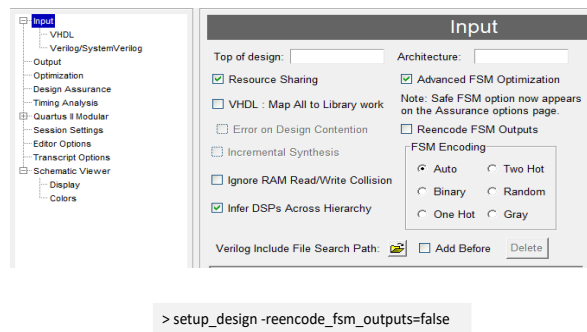 Input
VHDL
Verilog/SystemVerilog
Output
Optimization
Design Assurance
Timing Analysis
Quartus II Modular
Session Settings
Editor Options
Transcript Options
Schematic Viewer
Display
Colors
Input
Top of design: Architecture:
Resource Sharing
Advanced FSM Optimization
VHDL : Map All to Library work
Note: Safe FSM option now appears
on the Assurance options page.
Error on Design Contention
Reencode FSM Outputs
Incremental Synthesis
FSM Encoding
Auto Two Hot
Ignore RAM Read/Write Collision
Binary Random
Infer DSPs Across Hierarchy
One Hot Gray
Verilog Include File Search Path: Add Before Delete
> setup_design -reencode_fsm_outputs=false